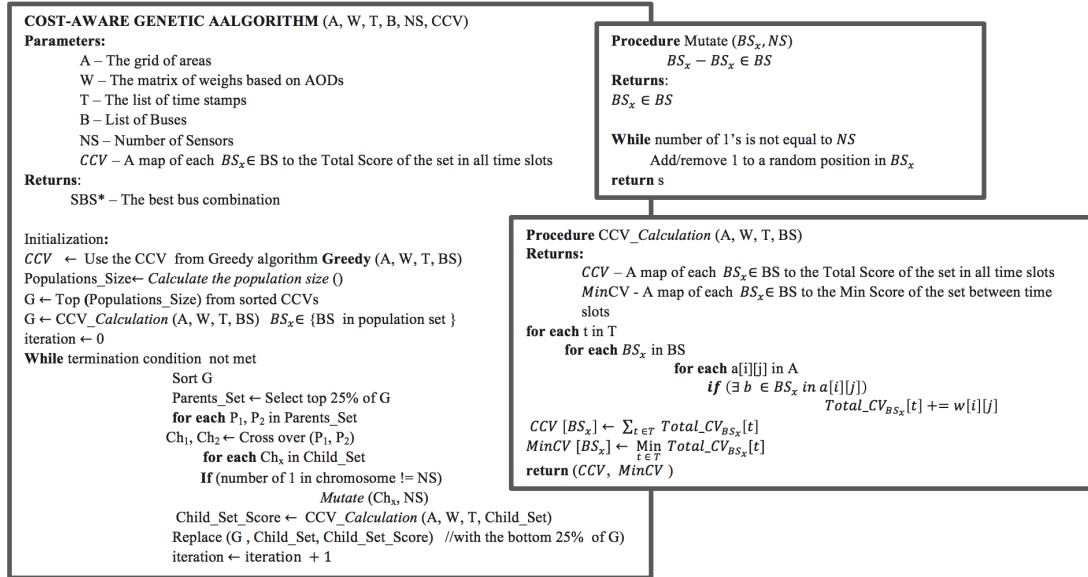 COST-AWARE GENETIC AALGORITHM (A, W, T, B, NS, CCV)
Parameters:
A – The grid of areas
W – The matrix of weighs based on AODs
T – The list of time stamps
B – List of Buses
NS – Number of Sensors
CCV – A map of each BSₓ∈ BS to the Total Score of the set in all time slots
Returns:
SBS* – The best bus combination
Initialization:
CCV ← Use the CCV from Greedy algorithm Greedy (A, W, T, BS)
Populations_Size← Calculate the population size ()
G ← Top (Populations_Size) from sorted CCVs
G ← CCV_Calculation (A, W, T, BS) BSₓ∈ {BS in population set }
iteration ← 0
While termination condition not met
Sort G
Parents_Set ← Select top 25% of G
for each P₁, P₂ in Parents_Set
Ch₁, Ch₂ ← Cross over (P₁, P₂)
for each Chₓ in Child_Set
If (number of 1 in chromosome != NS)
Mutate (Chₓ, NS)
Child_Set_Score ← CCV_Calculation (A, W, T, Child_Set)
Replace (G , Child_Set, Child_Set_Score) //with the bottom 25% of G)
iteration ← iteration + 1
Procedure Mutate (BSₓ, NS)
BSₓ – BSₓ ∈ BS
Returns:
BSₓ ∈ BS
While number of 1's is not equal to NS
Add/remove 1 to a random position in BSₓ
return s
Procedure CCV_Calculation (A, W, T, BS)
Returns:
CCV – A map of each BSₓ∈ BS to the Total Score of the set in all time slots
MinCV - A map of each BSₓ∈ BS to the Min Score of the set between time
slots
for each t in T
for each BSₓ in BS
for each a[i][j] in A
if (∃ b ∈ BSₓ in a[i][j])
Total_CV_BSₓ[t] += w[i][j]
CCV [BSₓ] ← ∑_{t ∈ T} Total_CV_BSₓ[t]
MinCV [BSₓ] ← Min_{t ∈ T} Total_CV_BSₓ[t]
return (CCV, MinCV )